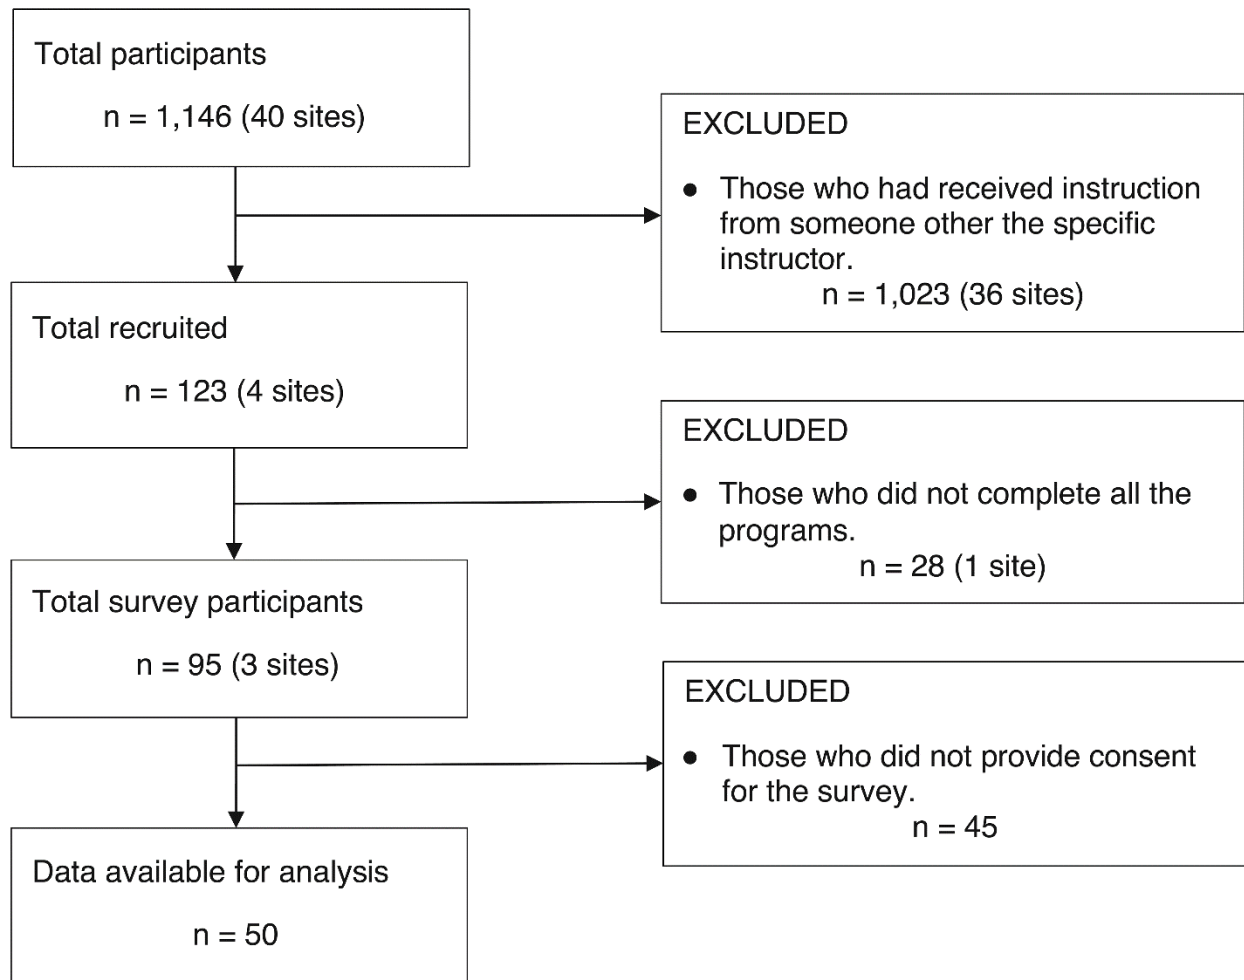 Total participants
n = 1,146 (40 sites)
EXCLUDED
● Those who had received instruction
from someone other the specific
instructor.
n = 1,023 (36 sites)
Total recruited
n = 123 (4 sites)
EXCLUDED
● Those who did not complete all the
programs.
n = 28 (1 site)
Total survey participants
n = 95 (3 sites)
EXCLUDED
● Those who did not provide consent
for the survey.
n = 45
Data available for analysis
n = 50